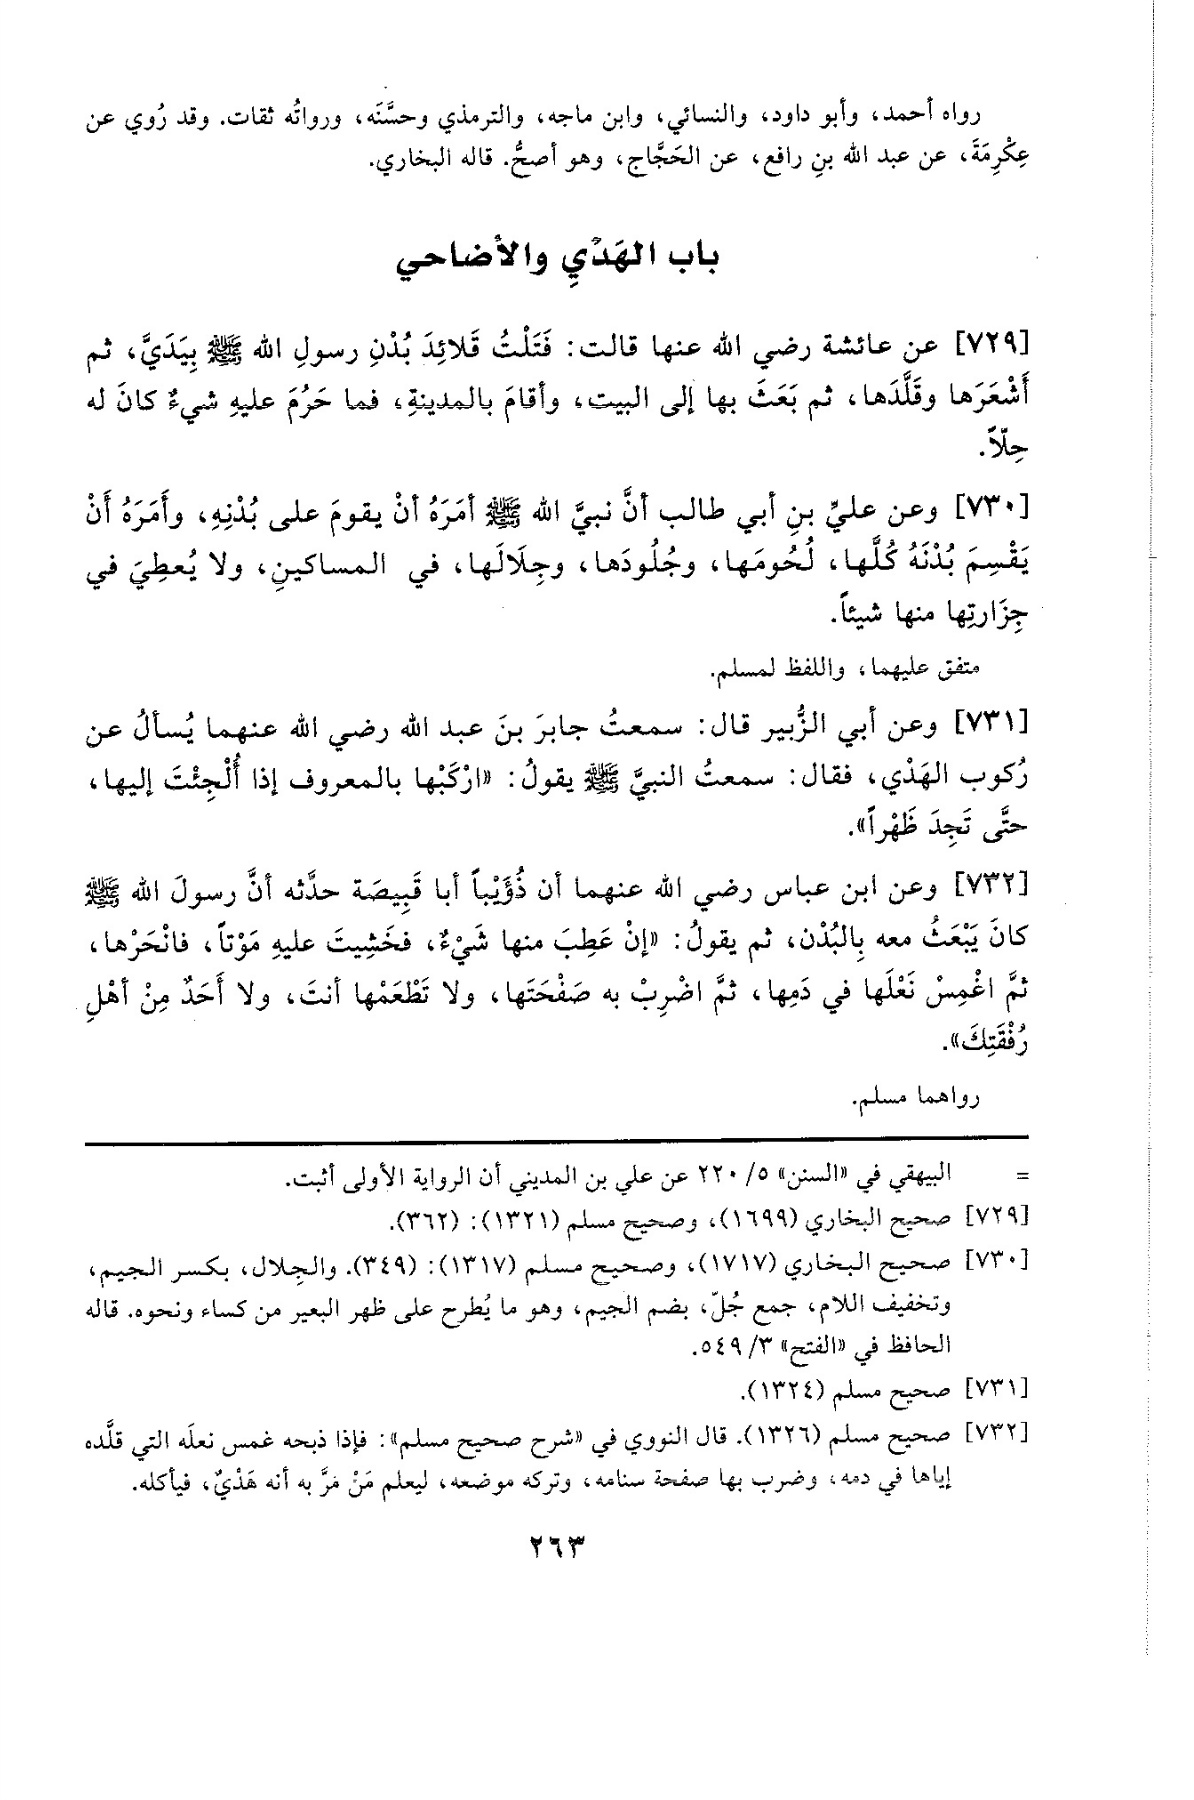 رواه أحمد، وأبو داود، والنسائي، وابن ماجه، والترمذي وحسَّنَه، ورواتُه ثقات. وقد رُوي عن
عِكْرِمَةَ، عن عبد الله بنِ رافع، عن الحَجَّاج، وهو أصحُّ. قاله البخاري.
باب الهَدْيِ والأضاحي
[٧٢٩] عن عائشة رضي الله عنها قالت: فَتَلْتُ قَلائِدَ بُدْنِ رسولِ الله ﷺ بِيَدَيَّ، ثم
أَشْعَرَها وقَلَّدَها، ثم بَعَثَ بها إلى البيت، وأقامَ بالمدينةِ، فما حَرُمَ عليهِ شيءٌ كانَ له
حِلّاً.
[٧٣٠] وعن عليِّ بنِ أبي طالب أنَّ نبيَّ الله ﷺ أمَرَهُ أنْ يقومَ على بُدْنِهِ، وأَمَرَهُ أَنْ
يَقْسِمَ بُدْنَهُ كُلَّها، لُحُومَها، وجُلُودَها، وجِلَالَها، في المساكينِ، ولا يُعطِيَ في
جِزَارتِها منها شيئاً.
متفق عليهما، واللفظ لمسلم.
[٧٣١] وعن أبي الزُّبير قال: سمعتُ جابرَ بنَ عبد الله رضي الله عنهما يُسألُ عن
رُكوب الهَدْي، فقال: سمعتُ النبيَّ ﷺ يقولُ: «ارْكَبْها بالمعروف إذا أُلْجِئْتَ إليها،
حتَّى تَجِدَ ظَهْراً».
[٧٣٢] وعن ابن عباس رضي الله عنهما أن ذُؤَيْباً أبا قَبِيصَة حدَّثه أنَّ رسولَ الله ﷺ
كانَ يَبْعَثُ معه بِالبُدْن، ثم يقولُ: «إنْ عَطِبَ منها شَيْءٌ، فخَشِيتَ عليهِ مَوْتاً، فانْحَرْها،
ثمَّ اغْمِسْ نَعْلَها في دَمِها، ثمَّ اضْرِبْ به صَفْحَتَها، ولا تَطْعَمْها أنتَ، ولا أَحَدٌ مِنْ أهْلِ
رُفْقَتِكَ».
رواهما مسلم.
= البيهقي في «السنن» ٥/ ٢٢٠ عن علي بن المديني أن الرواية الأولى أثبت.
[٧٢٩] صحيح البخاري (١٦٩٩)، وصحيح مسلم (١٣٢١): (٣٦٢).
[٧٣٠] صحيح البخاري (١٧١٧)، وصحيح مسلم (١٣١٧): (٣٤٩). والجِلال، بكسر الجيم،
وتخفيف اللام، جمع جُلّ، بضم الجيم، وهو ما يُطرح على ظهر البعير من كساء ونحوه. قاله
الحافظ في «الفتح» ٣/ ٥٤٩.
[٧٣١] صحيح مسلم (١٣٢٤).
[٧٣٢] صحيح مسلم (١٣٢٦). قال النووي في «شرح صحيح مسلم»: فإذا ذبحه غمس نعلَه التي قلَّده
إياها في دمه، وضرب بها صفحة سنامه، وتركه موضعه، ليعلم مَنْ مَرَّ به أنه هَدْيٌ، فيأكله.
٢٦٣